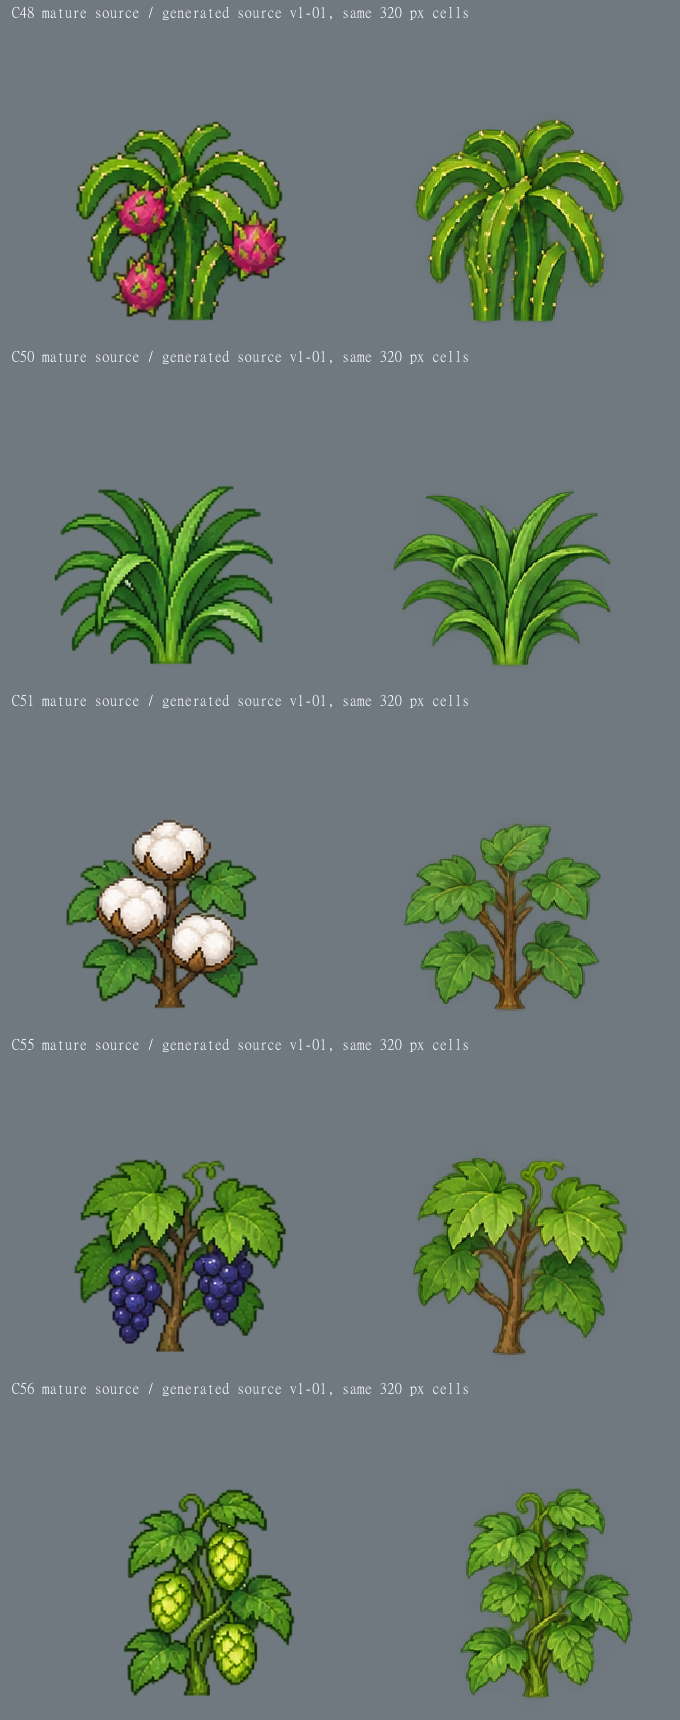 C48 mature source / generated source v1-01, same 320 px cells
C50 mature source / generated source v1-01, same 320 px cells
C51 mature source / generated source v1-01, same 320 px cells
C55 mature source / generated source v1-01, same 320 px cells
C56 mature source / generated source v1-01, same 320 px cells